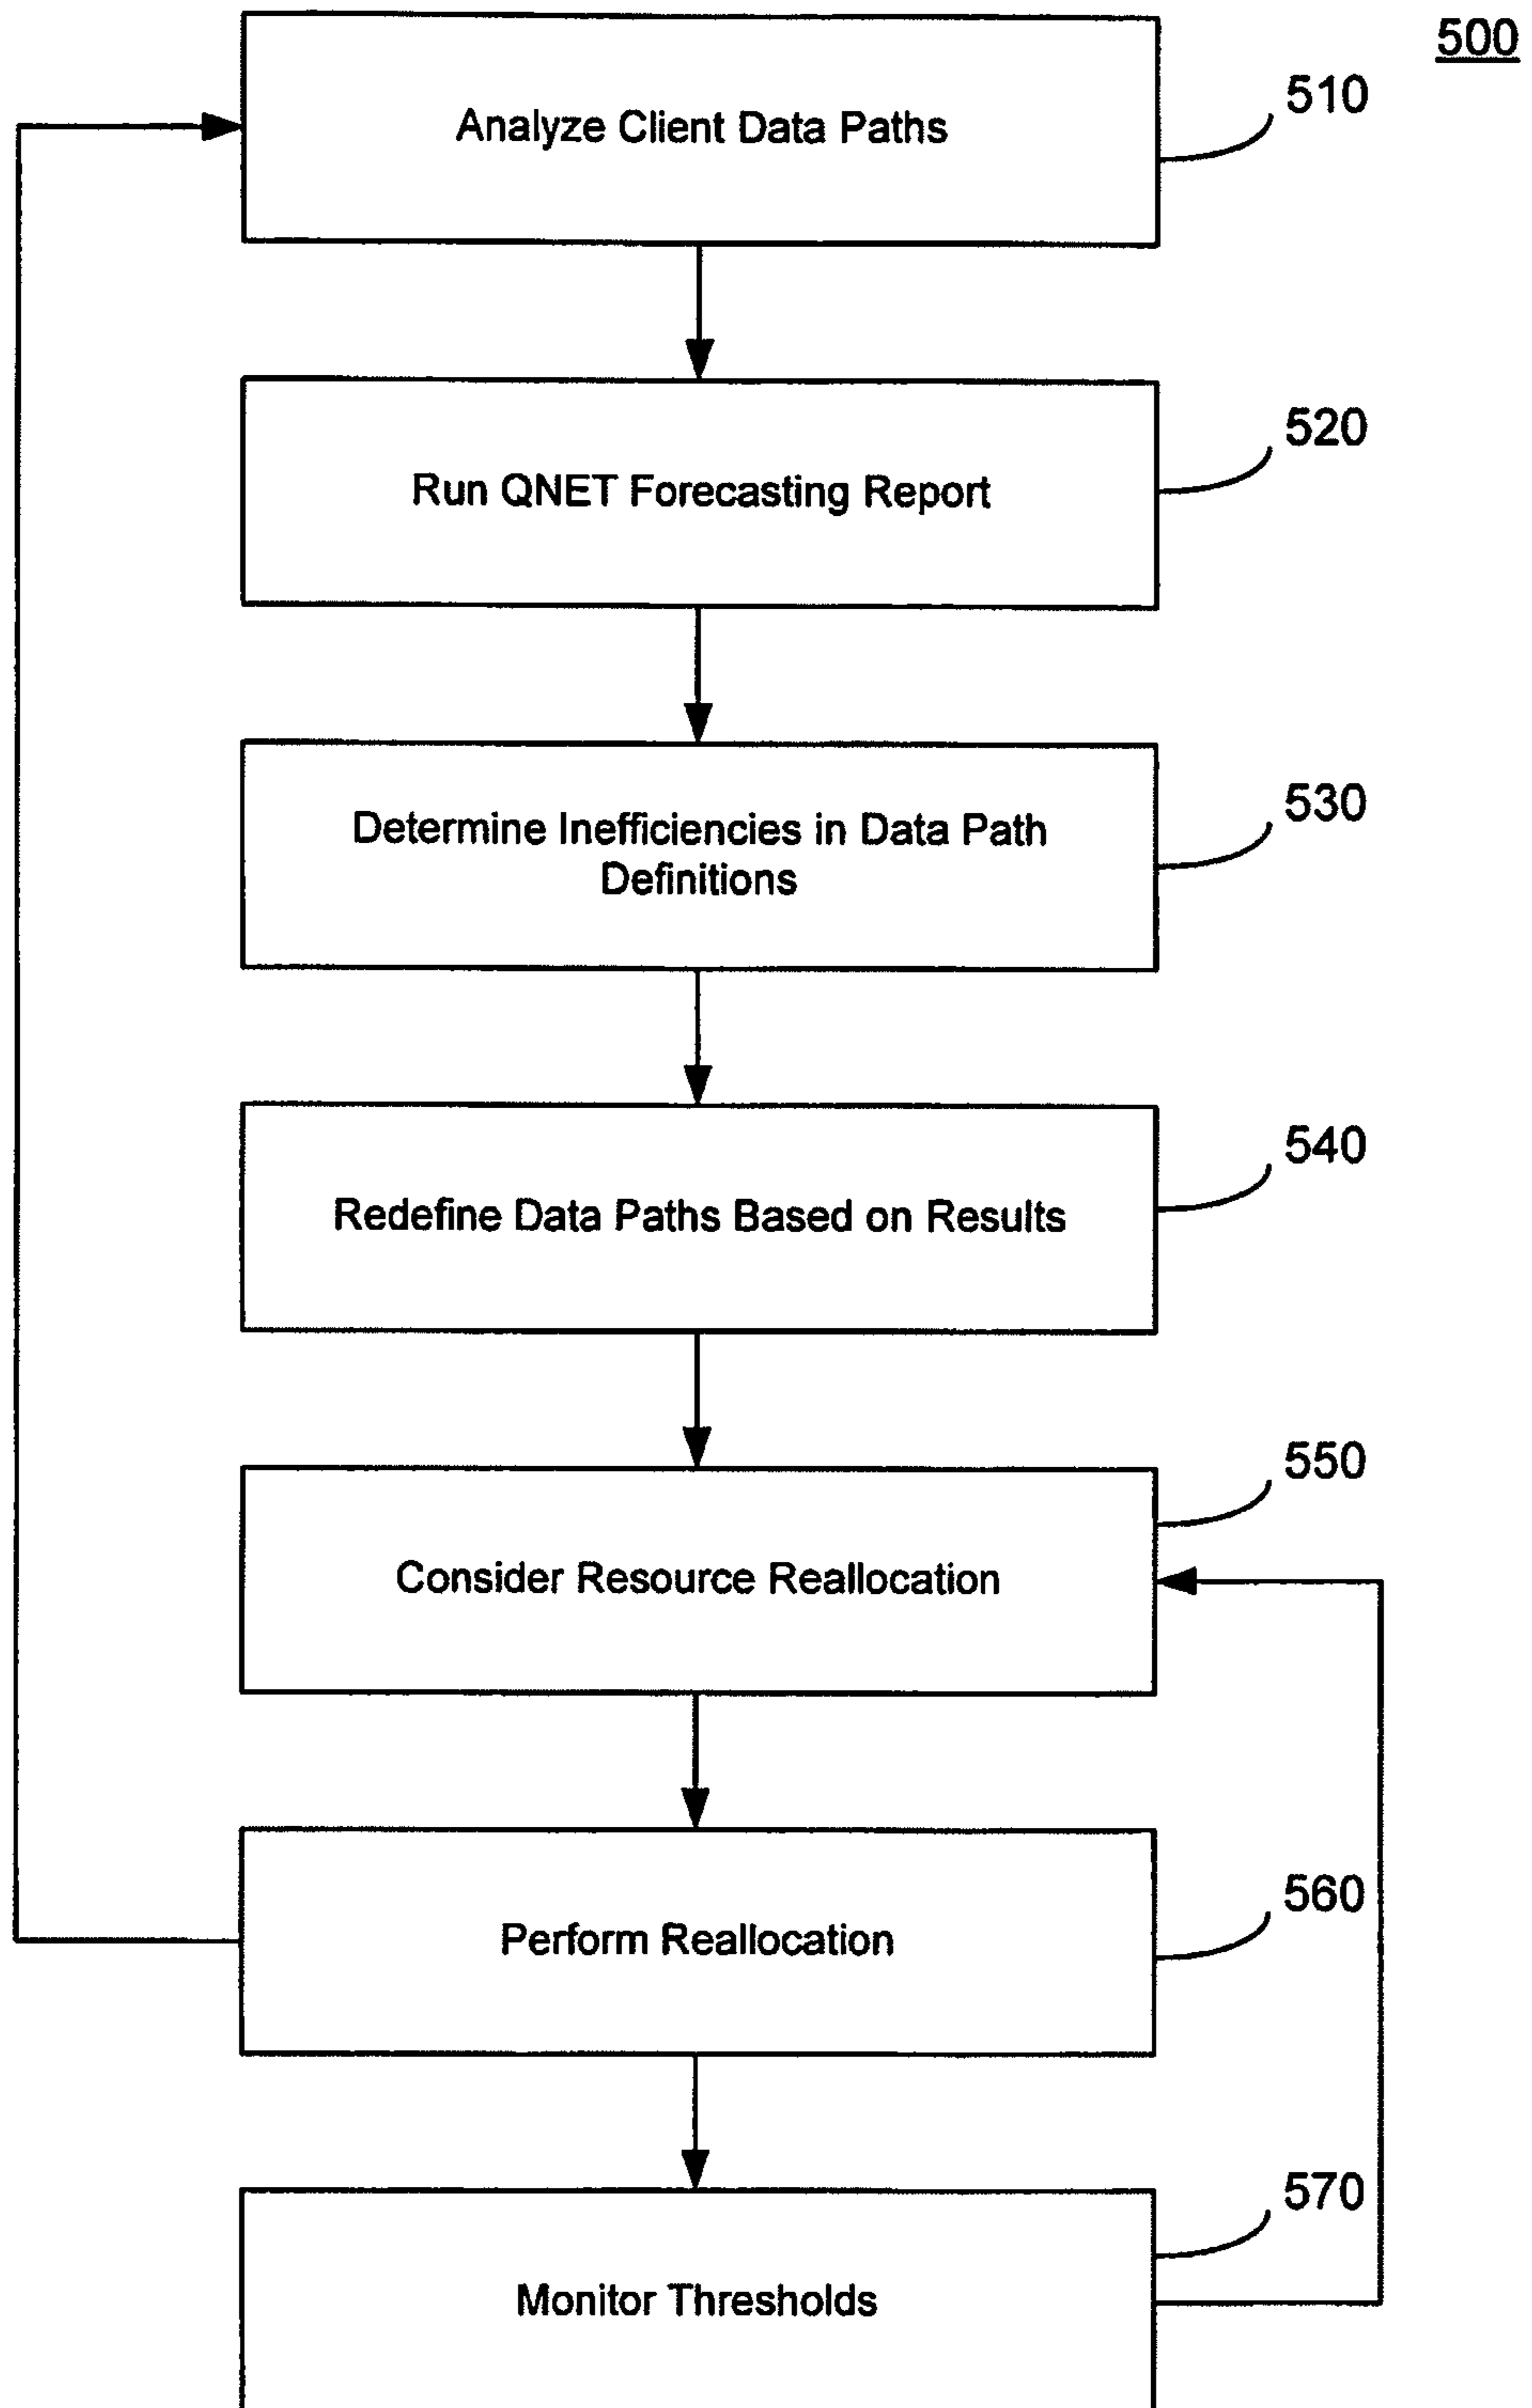 500
Analyze Client Data Paths
510
Run QNET Forecasting Report
520
Determine Inefficiencies in Data Path
Definitions
530
Redefine Data Paths Based on Results
540
Consider Resource Reallocation
550
Perform Reallocation
560
Monitor Thresholds
570